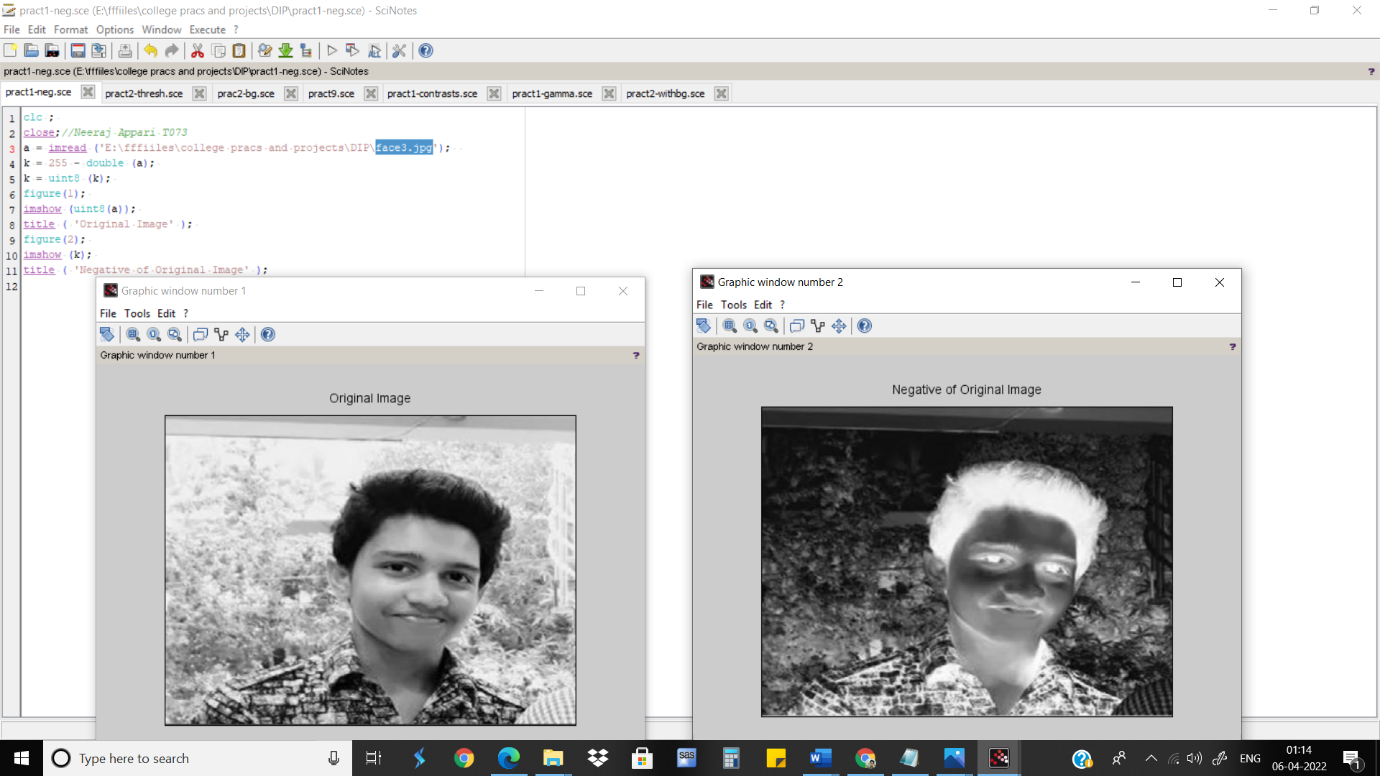 pract1-neg.sce (E:\fffiiles\college pracs and projects\DIP\pract1-neg.sce) - SciNotes
File Edit Format Options Window Execute ?
pract1-neg.sce (E:\fffiiles\college pracs and projects\DIP\pract1-neg.sce) - SciNotes ?
pract1-neg.sce pract2-thresh.sce prac2-bg.sce pract9.sce pract1-contrasts.sce pract1-gamma.sce pract2-withbg.sce
1 clc ;
2 close;//Neeraj Appari T073
3 a = imread ('E:\fffiiles\college pracs and projects\DIP\face3.jpg');
4 k = 255 - double (a);
5 k = uint8 (k);
6 figure(1);
7 imshow (uint8(a));
8 title ( 'Original Image' );
9 figure(2);
10 imshow (k);
11 title ( 'Negative of Original Image' );
12
Graphic window number 1
File Tools Edit ?
Graphic window number 1 ?
Original Image
Graphic window number 2
File Tools Edit ?
Graphic window number 2 ?
Negative of Original Image
Type here to search
sas
ENG
01:14
06-04-2022
1